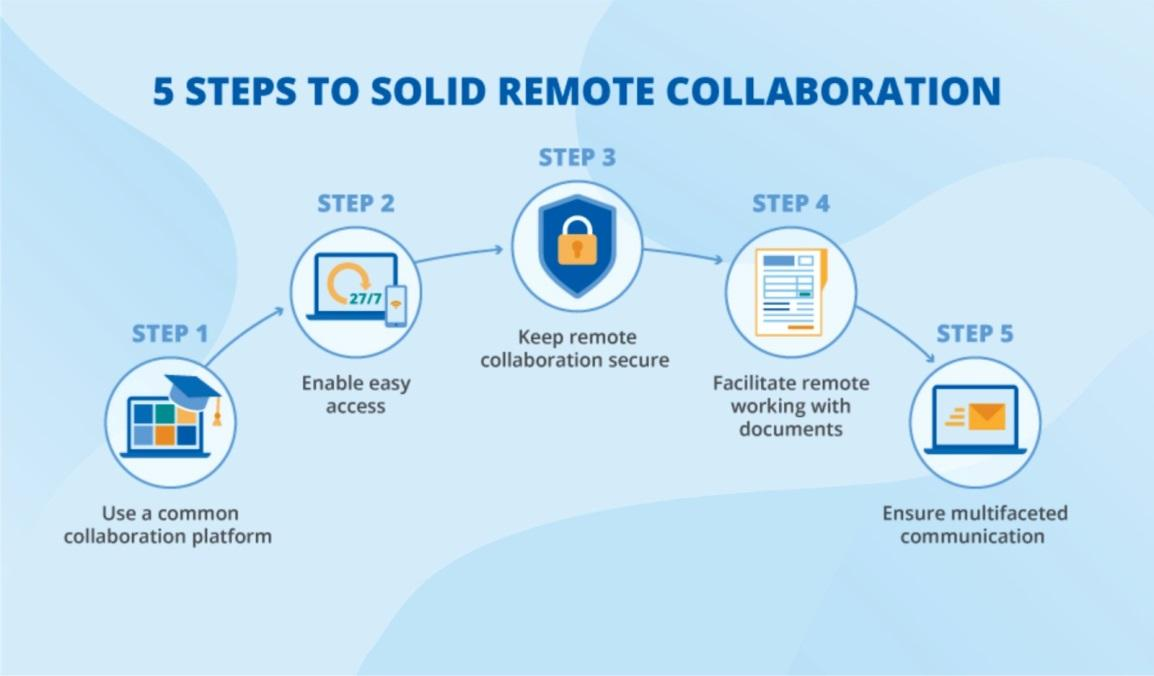 5 STEPS TO SOLID REMOTE COLLABORATION
STEP 1
Use a common
collaboration platform
STEP 2
27/7
Enable easy
access
STEP 3
Keep remote
collaboration secure
STEP 4
Facilitate remote
working with
documents
STEP 5
Ensure multifaceted
communication